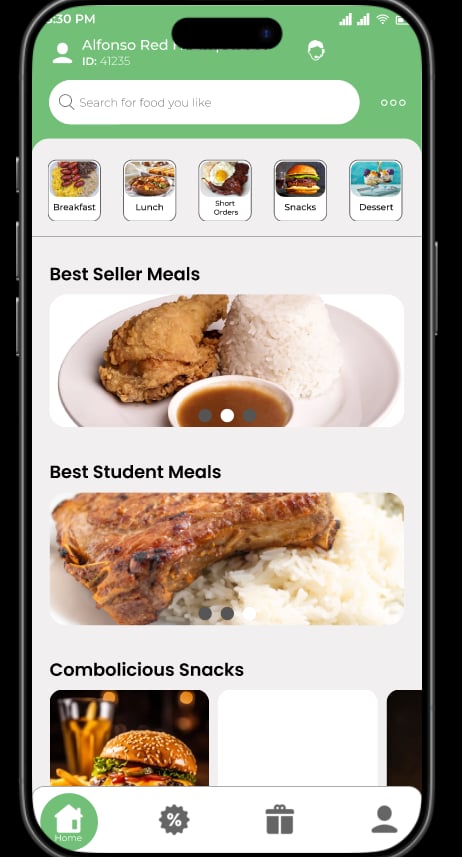 :30 PM
Alfonso Red
ID: 41235
Search for food you like
Breakfast
Lunch
Short
Orders
Snacks
Dessert
Best Seller Meals
Best Student Meals
Combolicious Snacks
Home
%